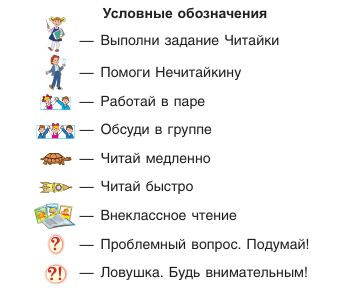 Условные обозначения
— Выполни задание Читайки
— Помоги Нечитайкину
— Работай в паре
— Обсуди в группе
— Читай медленно
— Читай быстро
— Внеклассное чтение
? — Проблемный вопрос. Подумай!
?! — Ловушка. Будь внимательным!